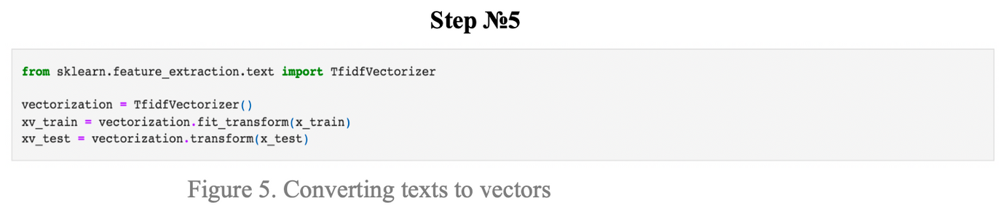 Step №5
from sklearn.feature_extraction.text import TfidfVectorizer
vectorization = TfidfVectorizer()
xv_train = vectorization.fit_transform(x_train)
xv_test = vectorization.transform(x_test)
Figure 5. Converting texts to vectors